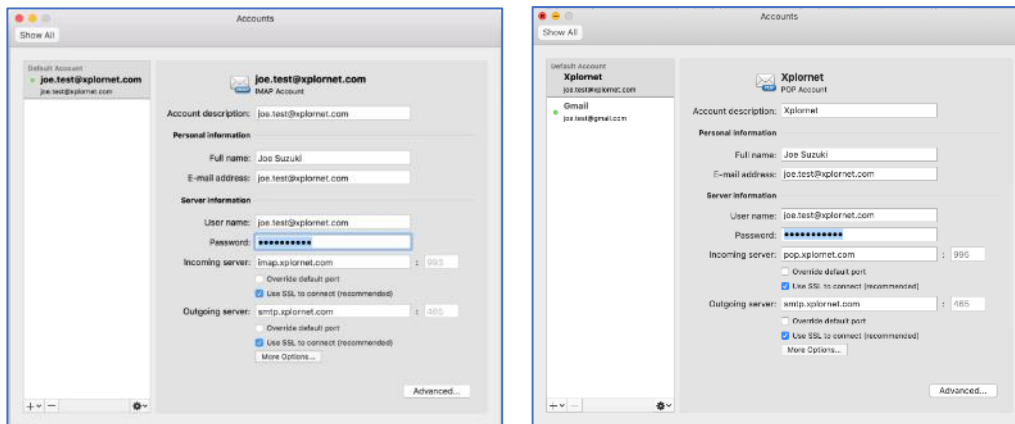 Accounts
Show All
Default Account
joe.test@xplornet.com
joe.test@xplornet.com
joe.test@xplornet.com
IMAP Account
Account description: joe.test@xplornet.com
Personal information
Full name: Joe Suzuki
E-mail address: joe.test@xplornet.com
Server information
User name: joe.test@xplornet.com
Password: ••••••••••
Incoming server: imap.xplornet.com : 993
Override default port
Use SSL to connect (recommended)
Outgoing server: smtp.xplornet.com : 465
Override default port
Use SSL to connect (recommended)
More Options...
Advanced...
Accounts
Show All
Default Account
Xplornet
joe.test@xplornet.com
Gmail
joe.test@gmail.com
Xplornet
POP Account
Account description: Xplornet
Personal information
Full name: Joe Suzuki
E-mail address: joe.test@xplornet.com
Server information
User name: joe.test@xplornet.com
Password: •••••••••••
Incoming server: pop.xplornet.com : 995
Override default port
Use SSL to connect (recommended)
Outgoing server: smtp.xplornet.com : 465
Override default port
Use SSL to connect (recommended)
More Options...
Advanced...